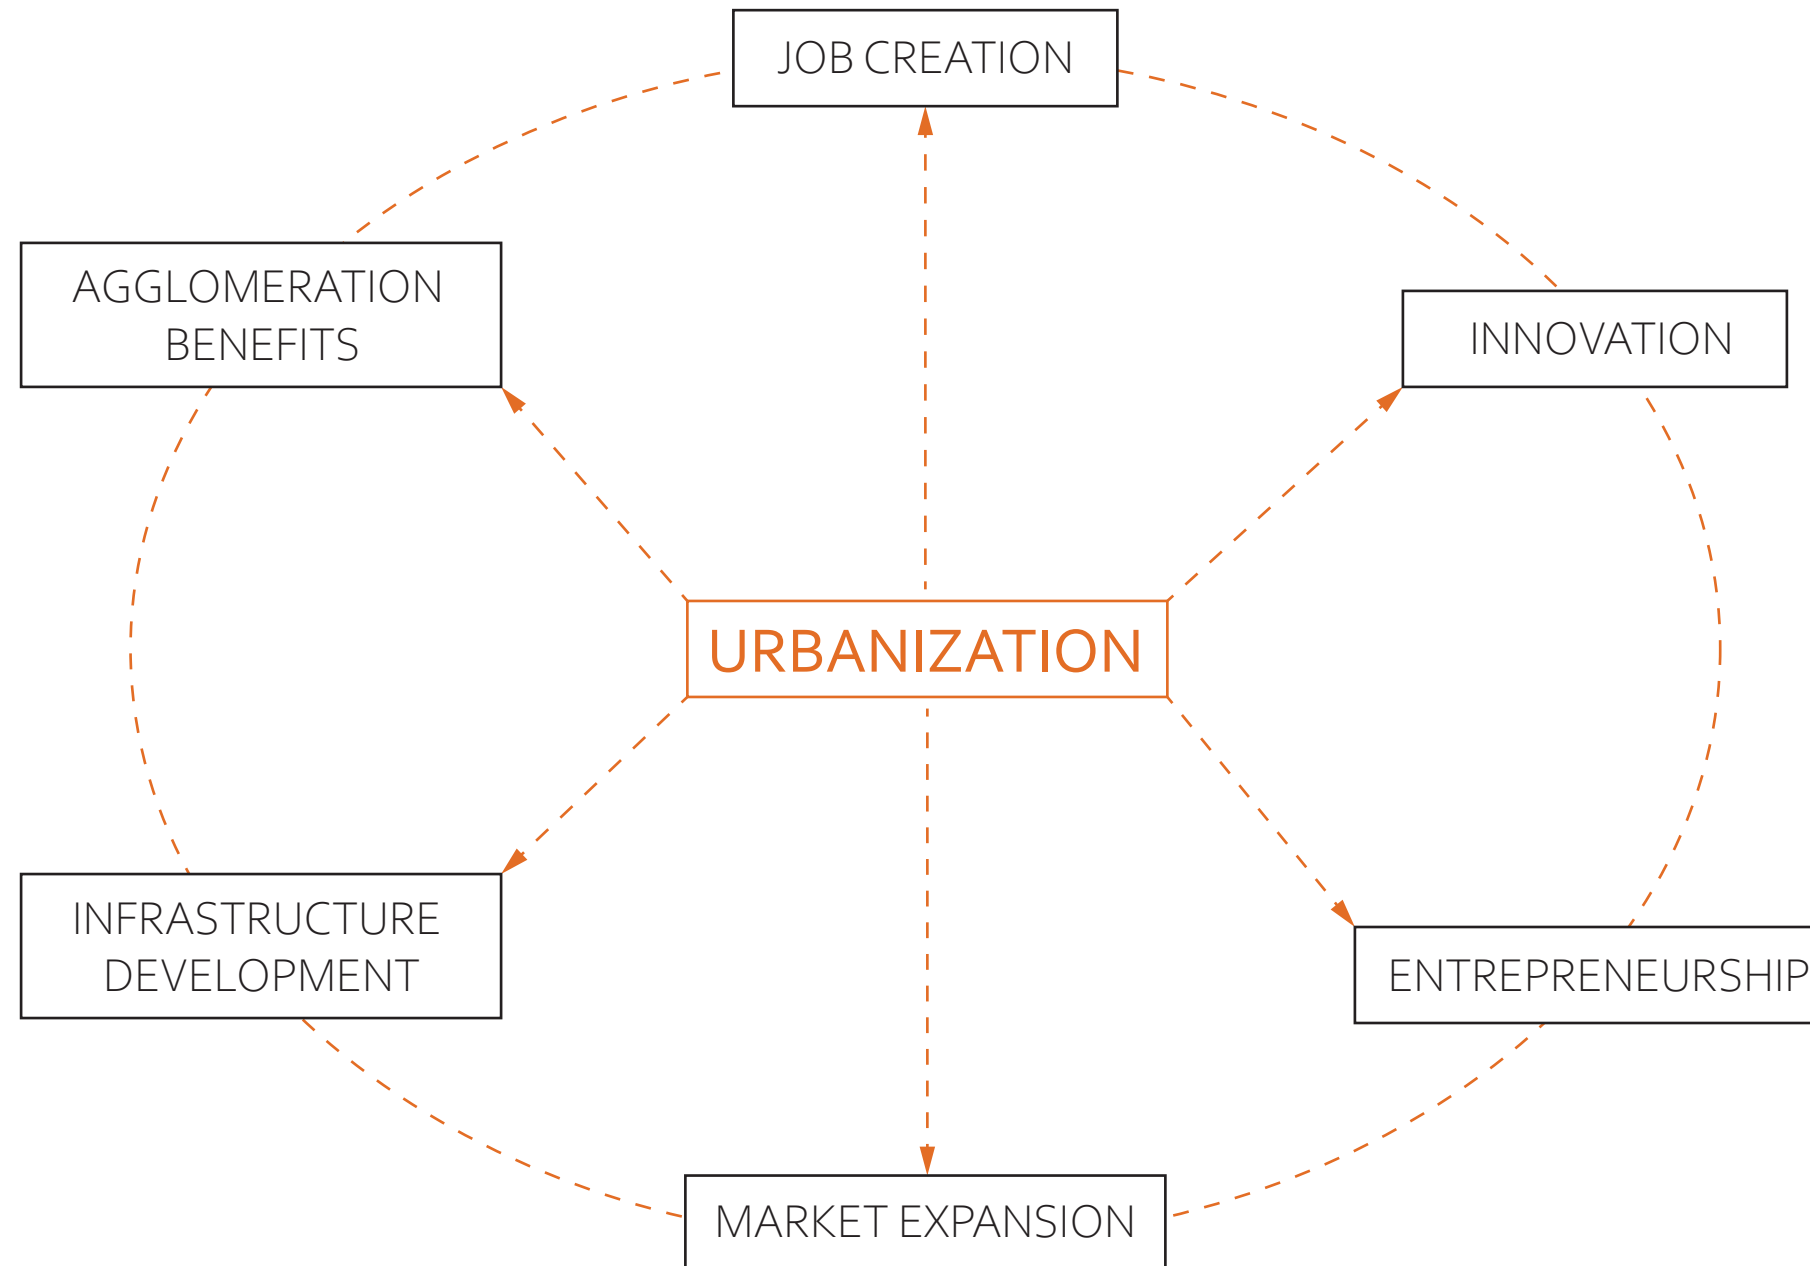 JOB CREATION
AGGLOMERATION
BENEFITS
INNOVATION
URBANIZATION
INFRASTRUCTURE
DEVELOPMENT
ENTREPRENEURSHIP
MARKET EXPANSION